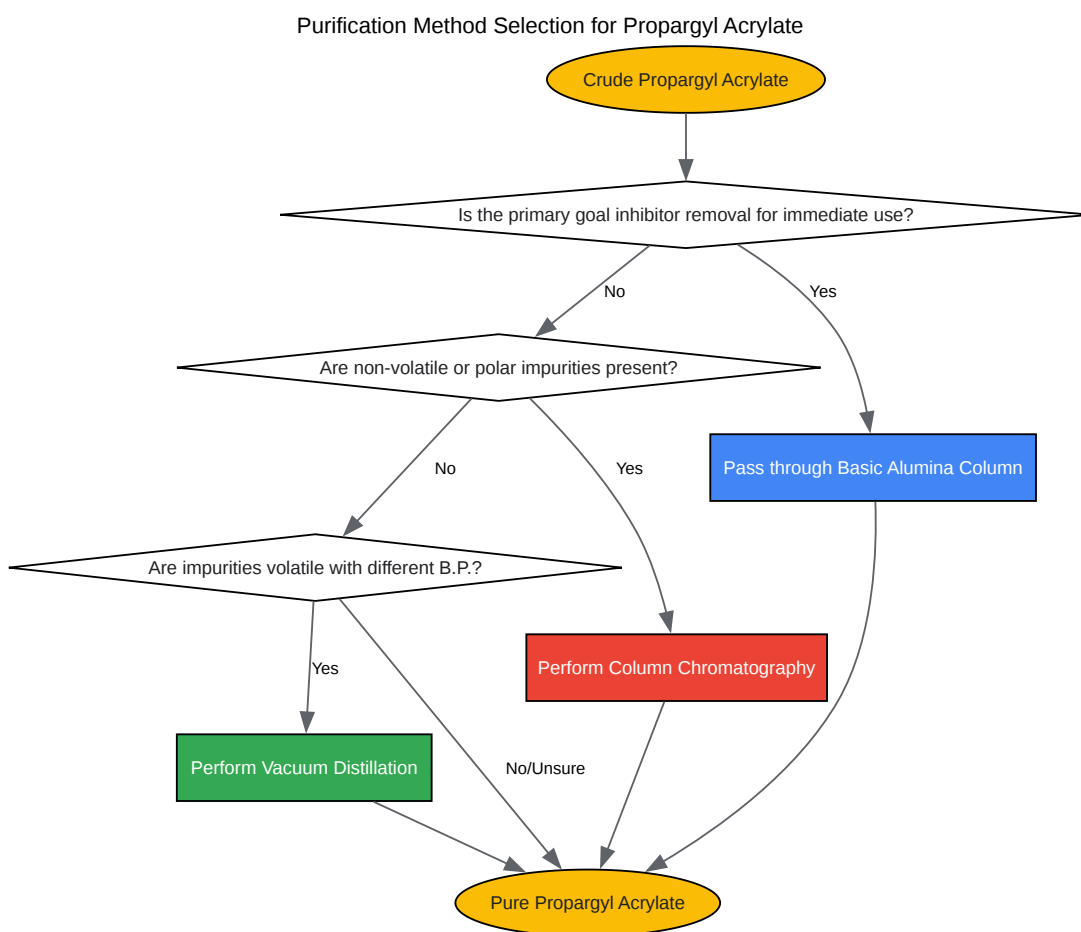 Purification Method Selection for Propargyl Acrylate
Crude Propargyl Acrylate
Is the primary goal inhibitor removal for immediate use?
No
Yes
Are non-volatile or polar impurities present?
No
Yes
Pass through Basic Alumina Column
Are impurities volatile with different B.P.?
Yes
Perform Column Chromatography
Perform Vacuum Distillation
No/Unsure
Pure Propargyl Acrylate